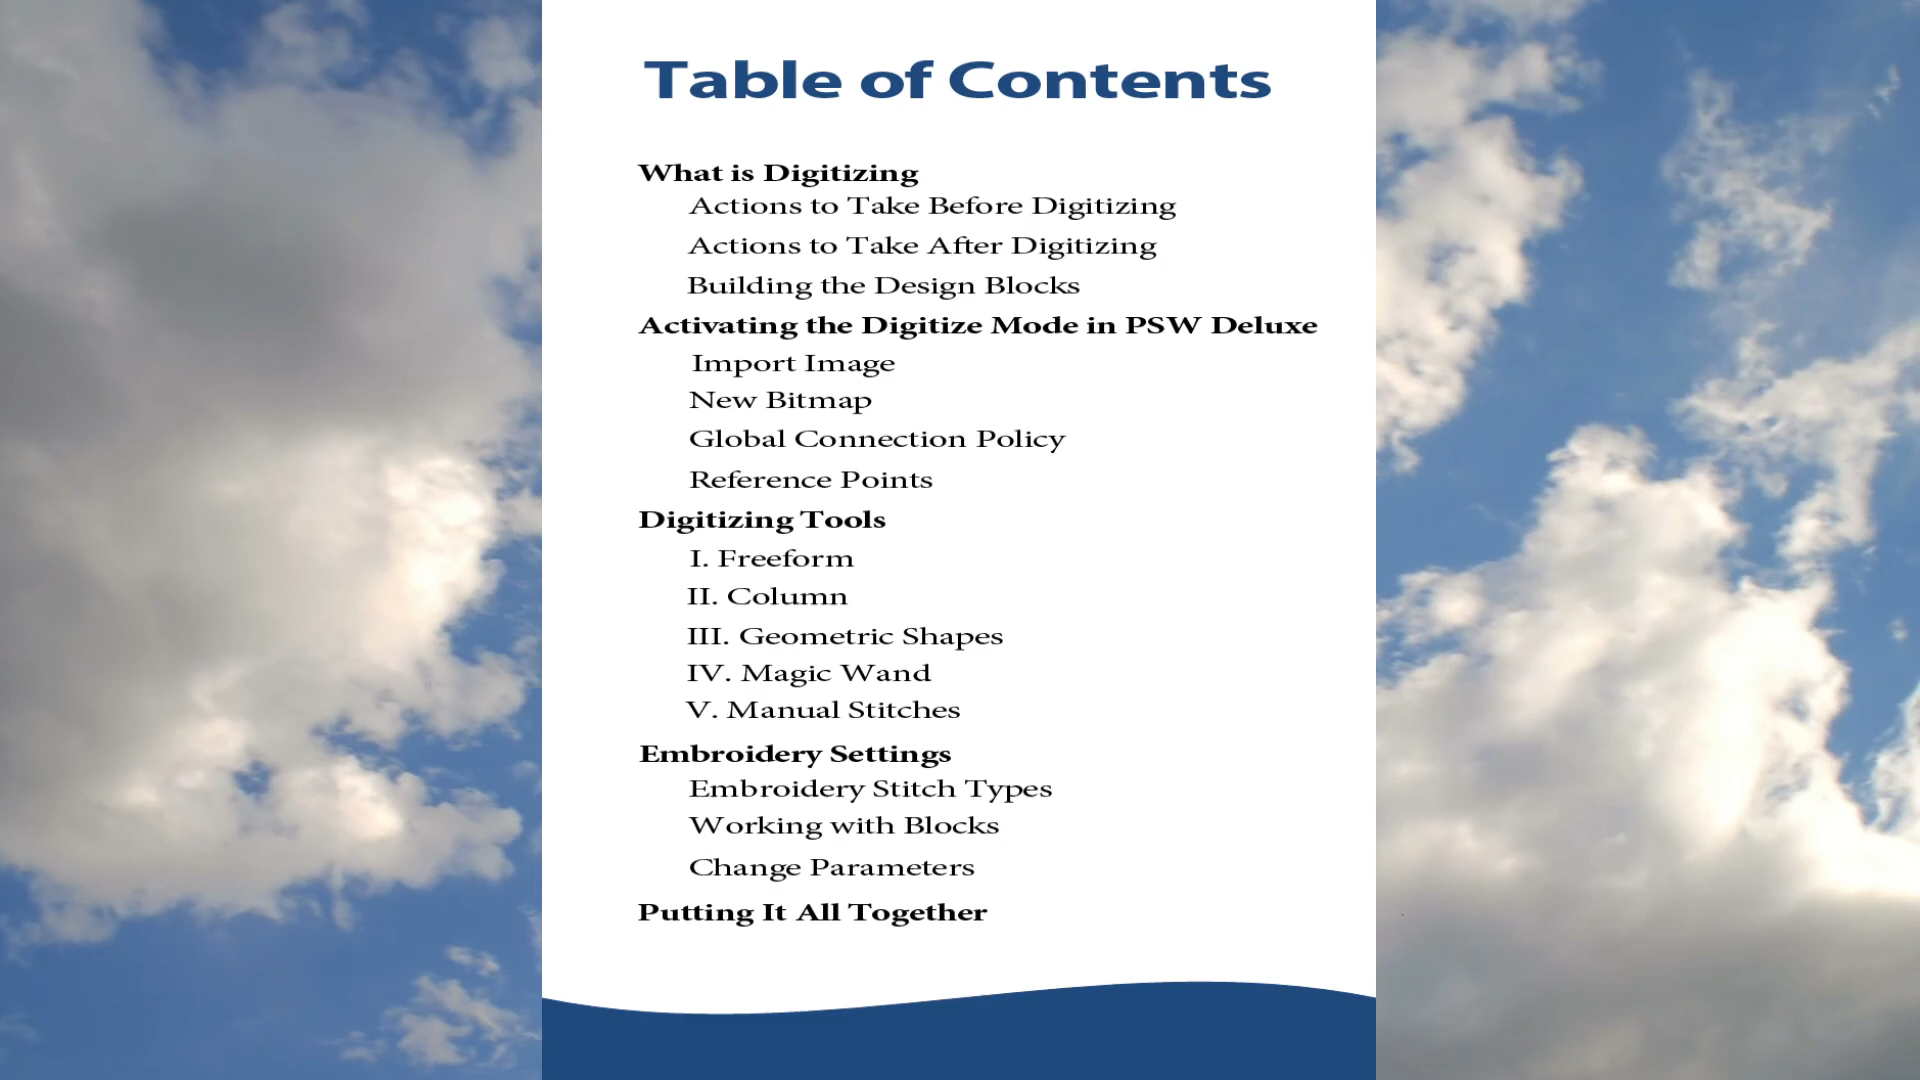 Table of Contents
What is Digitizing
Actions to Take Before Digitizing
Actions to Take After Digitizing
Building the Design Blocks
Activating the Digitize Mode in PSW Deluxe
Import Image
New Bitmap
Global Connection Policy
Reference Points
Digitizing Tools
I. Freeform
II. Column
III. Geometric Shapes
IV. Magic Wand
V. Manual Stitches
Embroidery Settings
Embroidery Stitch Types
Working with Blocks
Change Parameters
Putting It All Together